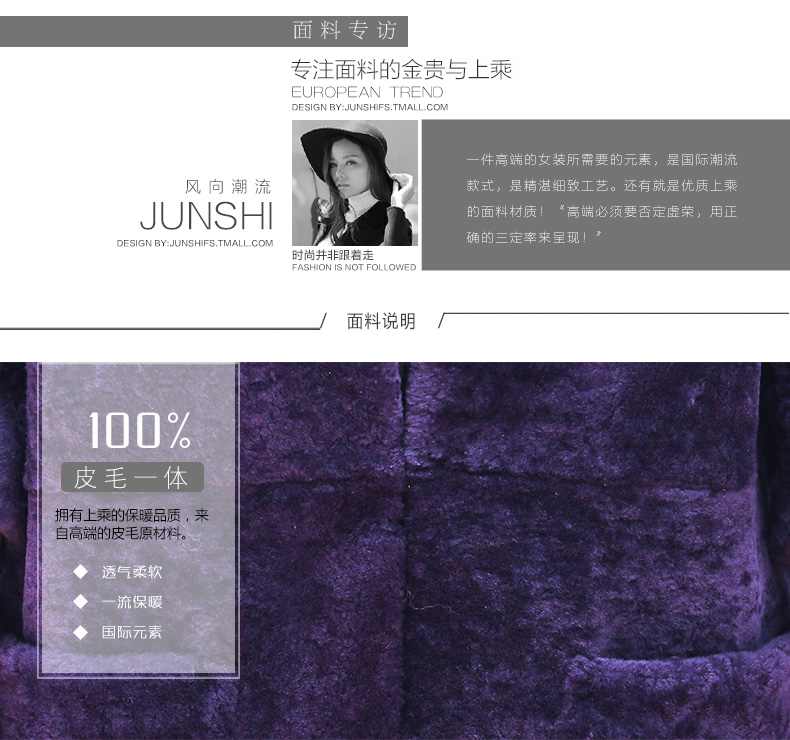 面料专访
专注面料的金贵与上乘
EUROPEAN TREND
DESIGN BY:JUNSHIFS.TMALL.COM
风向潮流
JUNSHI
DESIGN BY:JUNSHIFS.TMALL.COM
时尚并非跟着走
FASHION IS NOT FOLLOWED
一件高端的女装所需要的元素，是国际潮流
款式，是精湛细致工艺。还有就是优质上乘
的面料材质！“高端必须要否定虚荣，用正
确的三定率来呈现！”
面料说明
100%
皮毛一体
拥有上乘的保暖品质，来
自高端的皮毛原材料。
◆ 透气柔软
◆ 一流保暖
◆ 国际元素